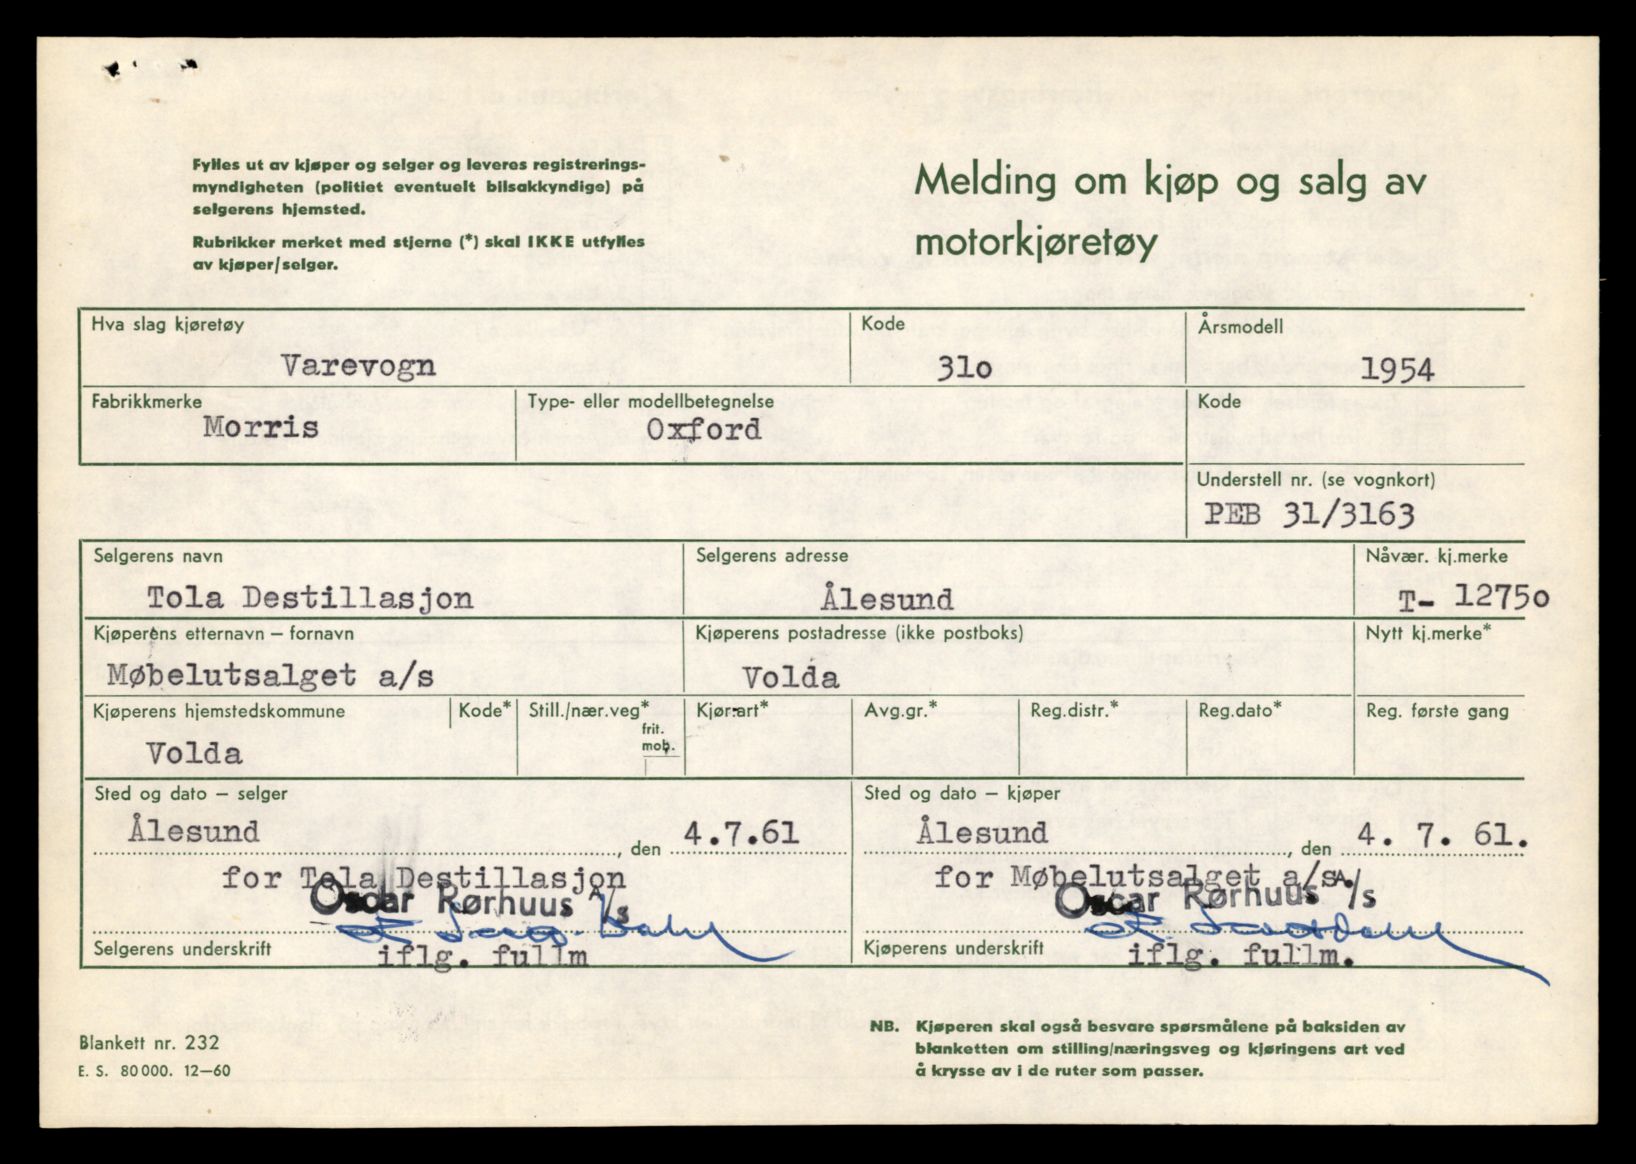 Fylles ut av kjøper og selger og leveres registrerings-
myndigheten (politiet eventuelt bilsakkyndige) på
selgerens hjemsted.
Rubrikker merket med stjerne (*) skal IKKE utfylles
av kjøper/selger.
Melding om kjøp og salg av
motorkjøretøy
Hva slag kjøretøy
Varevogn
Kode
31o
Årsmodell
1954
Fabrikkmerke
Morris
Type- eller modellbetegnelse
Oxford
Kode
Understell nr. (se vognkort)
PEB 31/3163
Selgerens navn
Tola Destillasjon
Selgerens adresse
Ålesund
Nåvær. kj.merke
T- 1275o
Kjøperens etternavn – fornavn
Møbelutsalget a/s
Kjøperens postadresse (ikke postboks)
Volda
Nytt kj.merke*
Kjøperens hjemstedskommune
Volda
Kode*
Still./nær.veg*
frit.
mob.
Kjør-art*
Avg.gr.*
Reg.distr.*
Reg.dato*
Reg. første gang
Sted og dato – selger
Ålesund, den 4.7.61
for Tola Destillasjon
Oscar Rørhuus A/s
Selgerens underskrift
iflg. fullm
Sted og dato – kjøper
Ålesund, den 4. 7. 61.
for Møbelutsalget a/s.
Oscar Rørhuus A/s
Kjøperens underskrift
iflg. fullm.
Blankett nr. 232
E. S. 80 000. 12–60
NB. Kjøperen skal også besvare spørsmålene på baksiden av
blanketten om stilling/næringsveg og kjøringens art ved
å krysse av i de ruter som passer.